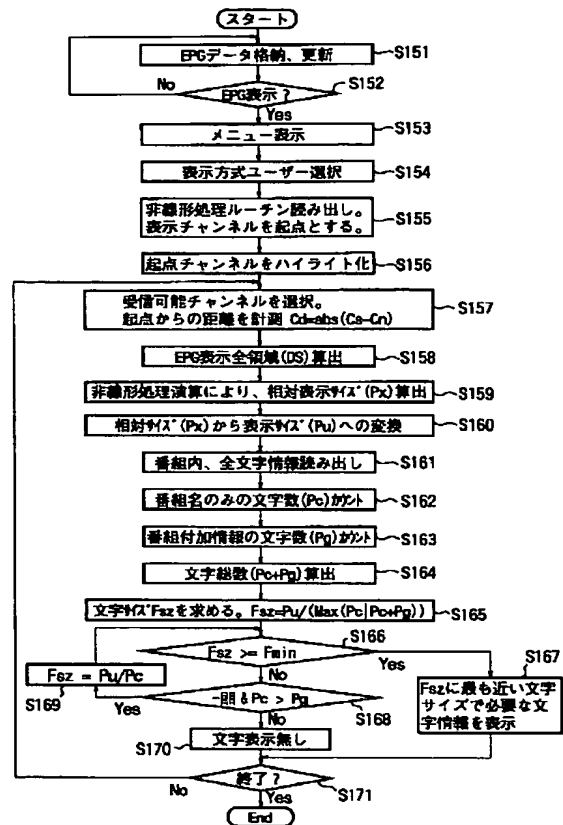 スタート
EPGデータ格納、更新
S151
No
EPG表示？
S152
Yes
メニュー表示
S153
表示方式ユーザー選択
S154
非線形処理ルーチン読み出し。
表示チャンネルを起点とする。
S155
起点チャンネルをハイライト化
S156
受信可能チャンネルを選択。
起点からの距離を計測 Cd=abs(Cs-Cn)
S157
EPG表示全領域(DS)算出
S158
非線形処理演算により、相対表示サイズ(Px)算出
S159
相対サイズ(Px)から表示サイズ(Pu)への変換
S160
番組内、全文字情報読み出し
S161
番組名のみの文字数(Pc)カウント
S162
番組付加情報の文字数(Pg)カウント
S163
文字総数(Pc+Pg)算出
S164
文字サイズFszを求める。Fsz=Pu/(Max(Pc|Pc+Pg))
S165
Fsz >= Fmin
S166
Yes
No
S167
Fszに最も近い文字
サイズで必要な文
字情報を表示
Fsz = Pu/Pc
S169
Yes
& Pc > Pg
S168
No
S170
文字表示無し
終了？
S171
No
Yes
End